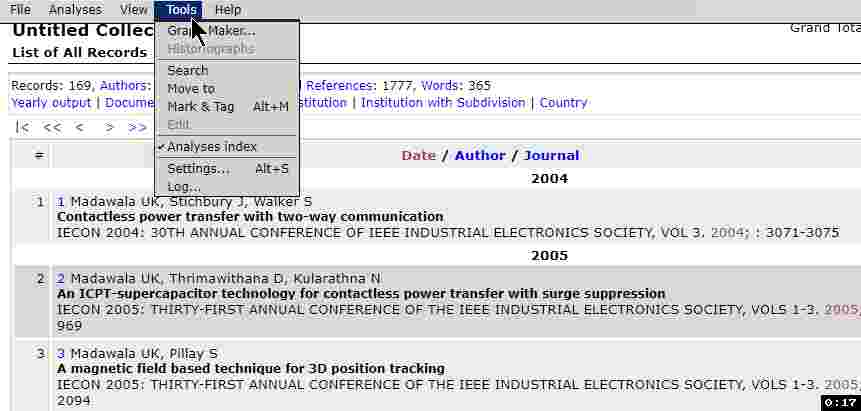 File Analyses View Tools Help
Untitled Collec
Grand Tota
List of All Records
Graph Maker...
Historiographs
Search
Move to
Mark & Tag Alt+M
Edit
✓Analyses index
Settings... Alt+S
Log...
Records: 169, Authors: References: 1777, Words: 365
Yearly output | Docume stitution | Institution with Subdivision | Country
|< << < > >>
# Date / Author / Journal
2004
1 1 Madawala UK, Stichbury J, Walker S
Contactless power transfer with two-way communication
IECON 2004: 30TH ANNUAL CONFERENCE OF IEEE INDUSTRIAL ELECTRONICS SOCIETY, VOL 3. 2004; : 3071-3075
2005
2 2 Madawala UK, Thrimawithana D, Kularathna N
An ICPT-supercapacitor technology for contactless power transfer with surge suppression
IECON 2005: THIRTY-FIRST ANNUAL CONFERENCE OF THE IEEE INDUSTRIAL ELECTRONICS SOCIETY, VOLS 1-3. 2005;
969
3 3 Madawala UK, Pillay S
A magnetic field based technique for 3D position tracking
IECON 2005: THIRTY-FIRST ANNUAL CONFERENCE OF THE IEEE INDUSTRIAL ELECTRONICS SOCIETY, VOLS 1-3. 2005;
2094
0:17